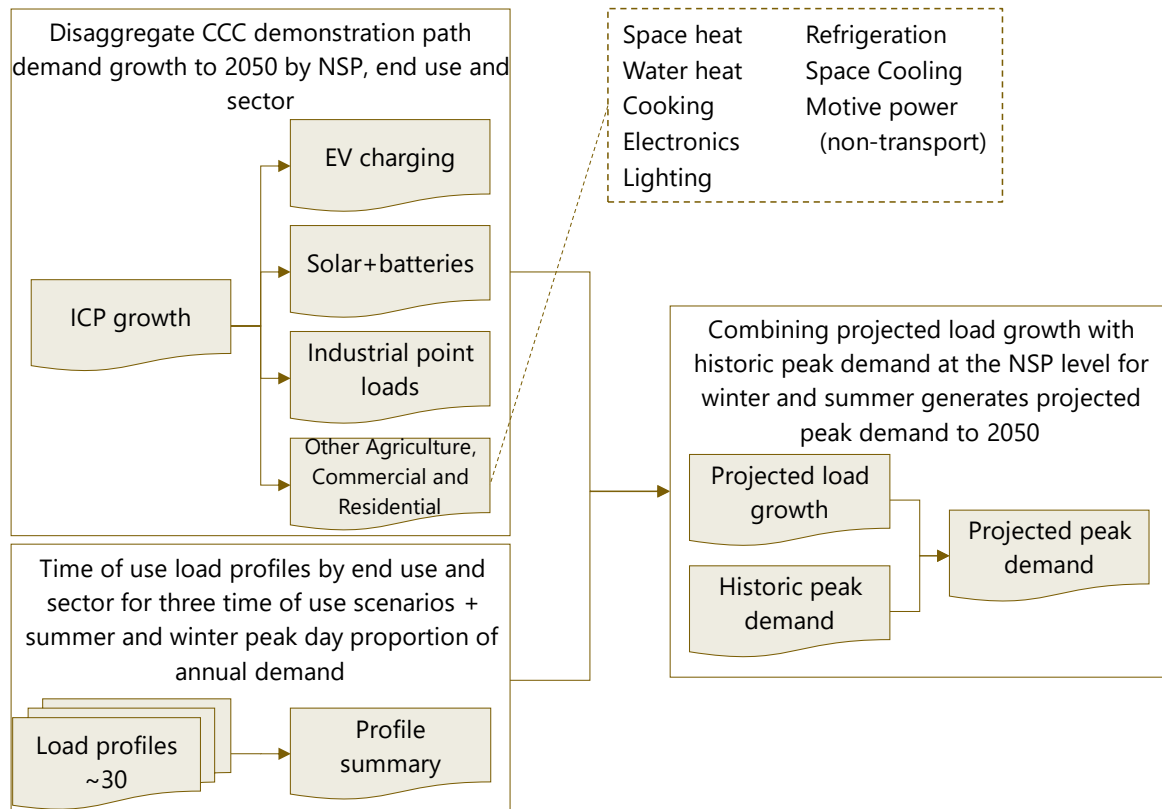 Disaggregate CCC demonstration path
demand growth to 2050 by NSP, end use and
sector
EV charging
Solar+batteries
ICP growth
Industrial point
loads
Other Agriculture,
Commercial and
Residential
Space heat
Water heat
Cooking
Electronics
Lighting
Refrigeration
Space Cooling
Motive power
(non-transport)
Time of use load profiles by end use and
sector for three time of use scenarios +
summer and winter peak day proportion of
annual demand
Load profiles
~30
Profile
summary
Combining projected load growth with
historic peak demand at the NSP level for
winter and summer generates projected
peak demand to 2050
Projected load
growth
Historic peak
demand
Projected peak
demand